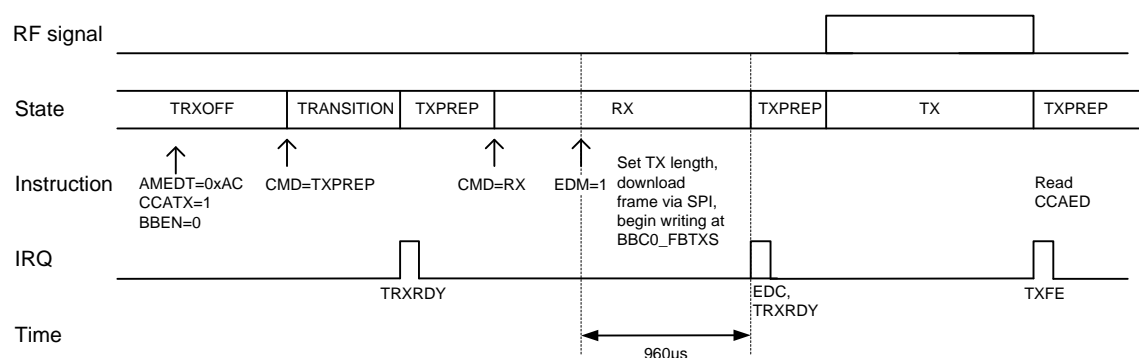 RF signal
State
TRXOFF
TRANSITION
TXPREP
RX
TXPREP
TX
TXPREP
Instruction
AMEDT=0xAC
CCATX=1
BBEN=0
CMD=TXPREP
CMD=RX
EDM=1
Set TX length,
download
frame via SPI,
begin writing at
BBC0_FBTXS
Read
CCAED
IRQ
TRXRDY
EDC,
TRXRDY
TXFE
Time
960µs